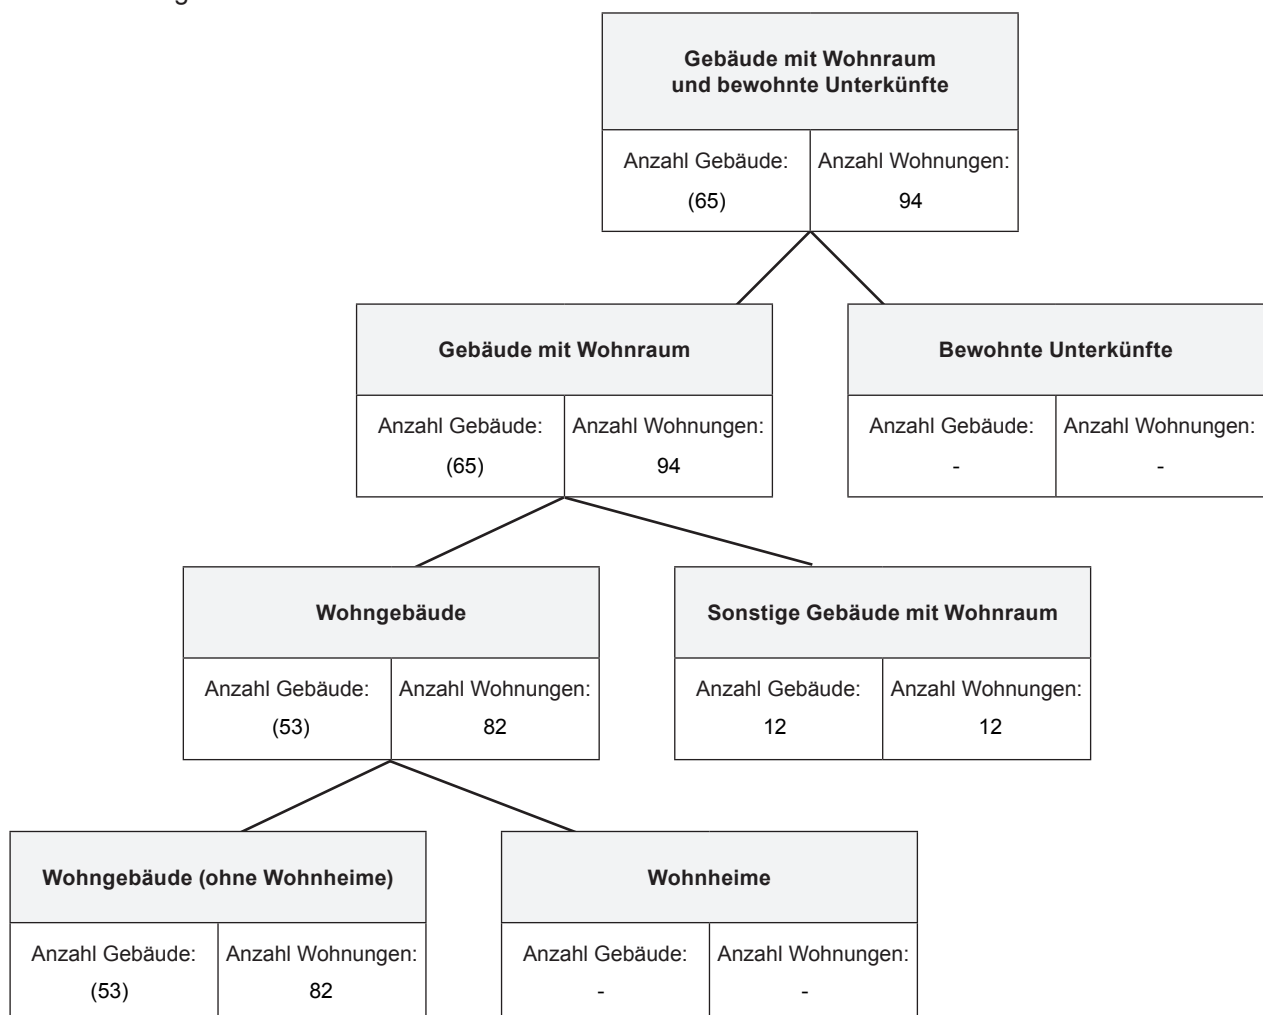 Gebäude mit Wohnraum
und bewohnte Unterkünfte
Anzahl Gebäude: Anzahl Wohnungen:
(65) 94
Gebäude mit Wohnraum Bewohnte Unterkünfte
Anzahl Gebäude: Anzahl Wohnungen: Anzahl Gebäude: Anzahl Wohnungen:
(65) 94 - -
Wohngebäude Sonstige Gebäude mit Wohnraum
Anzahl Gebäude: Anzahl Wohnungen: Anzahl Gebäude: Anzahl Wohnungen:
(53) 82 12 12
Wohngebäude (ohne Wohnheime) Wohnheime
Anzahl Gebäude: Anzahl Wohnungen: Anzahl Gebäude: Anzahl Wohnungen:
(53) 82 - -